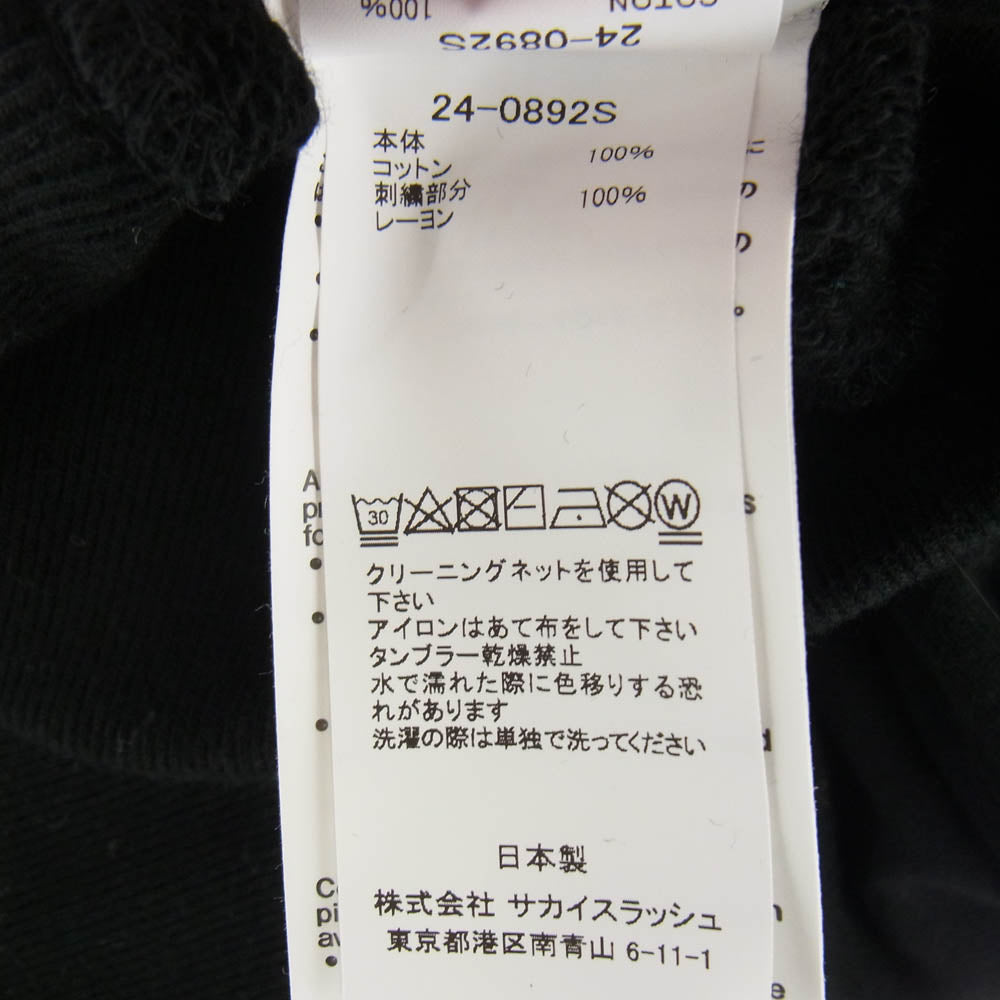 100%
COTON
24-0892S
24-0892S
本体
コットン 100%
刺繍部分
レーヨン 100%
に
の
の
30
W
クリーニングネットを使用して
下さい
アイロンはあて布をして下さい
タンブラー乾燥禁止
水で濡れた際に色移りする恐
れがあります
洗濯の際は単独で洗ってください
日本製
株式会社 サカイスラッシュ
東京都港区南青山 6-11-1